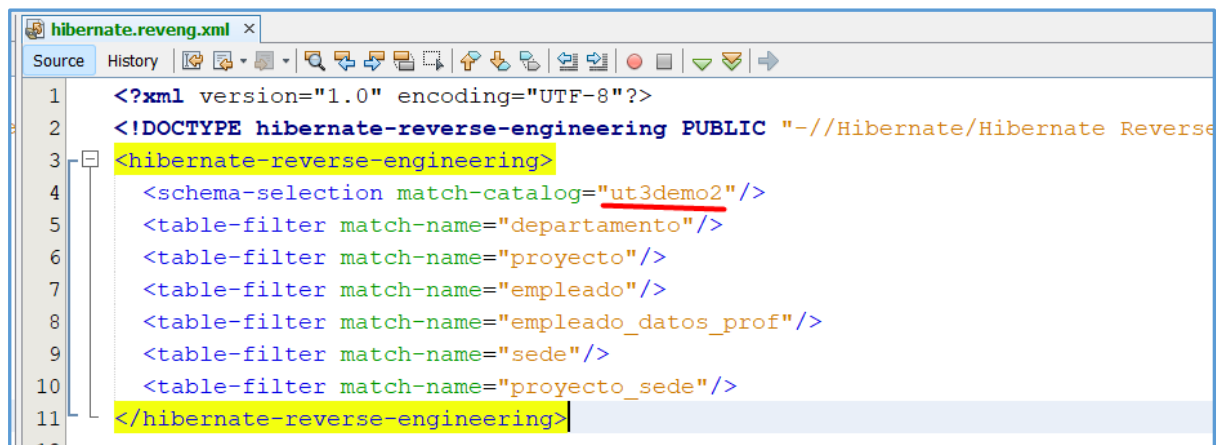 hibernate.reveng.xml
Source History
1 <?xml version="1.0" encoding="UTF-8"?>
2 <!DOCTYPE hibernate-reverse-engineering PUBLIC "-//Hibernate/Hibernate Reverse
3 <hibernate-reverse-engineering>
4 <schema-selection match-catalog="ut3demo2"/>
5 <table-filter match-name="departamento"/>
6 <table-filter match-name="proyecto"/>
7 <table-filter match-name="empleado"/>
8 <table-filter match-name="empleado_datos_prof"/>
9 <table-filter match-name="sede"/>
10 <table-filter match-name="proyecto_sede"/>
11 </hibernate-reverse-engineering>